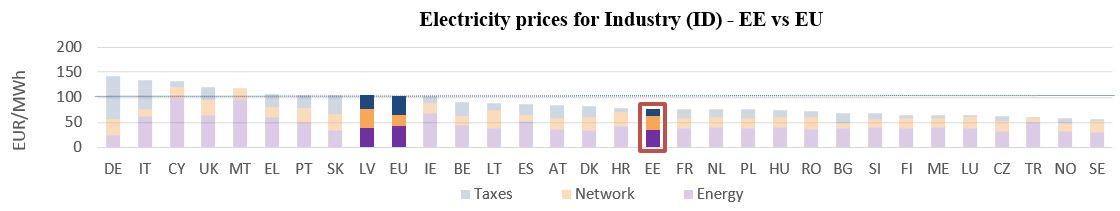 Electricity prices for Industry (ID) - EE vs EU
EUR/MWh
200
150
100
50
0
DE IT CY UK MT EL PT SK LV EU IE BE LT ES AT DK HR EE FR NL PL HU RO BG SI FI ME LU CZ TR NO SE
Taxes Network Energy